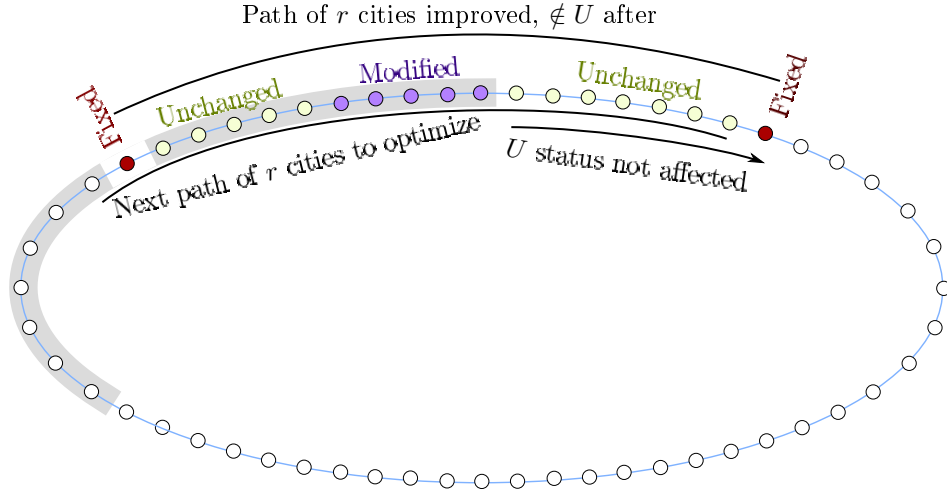 Path of r cities improved, ∉ U after
Fixed
Unchanged
Modified
Unchanged
Fixed
Next path of r cities to optimize
U status not affected